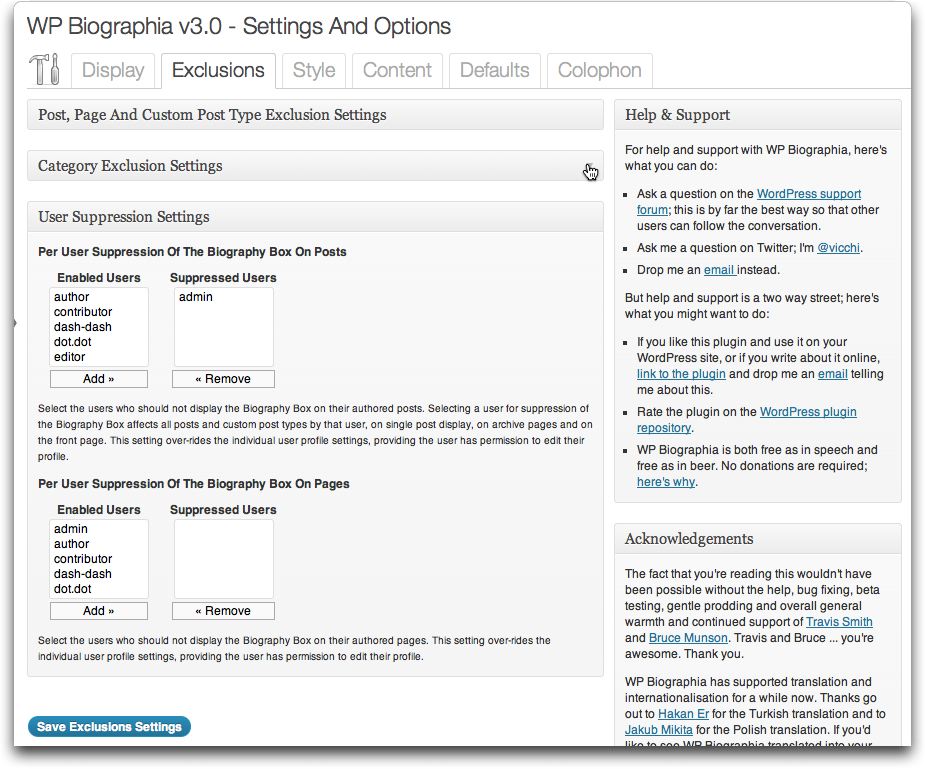 WP Biographia v3.0 - Settings And Options
Display Exclusions Style Content Defaults Colophon
Post, Page And Custom Post Type Exclusion Settings
Category Exclusion Settings
User Suppression Settings
Per User Suppression Of The Biography Box On Posts
Enabled Users Suppressed Users
author
contributor
dash-dash
dot.dot
editor
admin
Add » « Remove
Select the users who should not display the Biography Box on their authored posts. Selecting a user for suppression of
the Biography Box affects all posts and custom post types by that user, on single post display, on archive pages and on
the front page. This setting over-rides the individual user profile settings, providing the user has permission to edit their
profile.
Per User Suppression Of The Biography Box On Pages
Enabled Users Suppressed Users
admin
author
contributor
dash-dash
dot.dot
Add » « Remove
Select the users who should not display the Biography Box on their authored pages. This setting over-rides the
individual user profile settings, providing the user has permission to edit their profile.
Save Exclusions Settings
Help & Support
For help and support with WP Biographia, here's
what you can do:
Ask a question on the WordPress support
forum; this is by far the best way so that other
users can follow the conversation.
Ask me a question on Twitter; I'm @vicchi.
Drop me an email instead.
But help and support is a two way street; here's
what you might want to do:
If you like this plugin and use it on your
WordPress site, or if you write about it online,
link to the plugin and drop me an email telling
me about this.
Rate the plugin on the WordPress plugin
repository.
WP Biographia is both free as in speech and
free as in beer. No donations are required;
here's why.
Acknowledgements
The fact that you're reading this wouldn't have
been possible without the help, bug fixing, beta
testing, gentle prodding and overall general
warmth and continued support of Travis Smith
and Bruce Munson. Travis and Bruce ... you're
awesome. Thank you.
WP Biographia has supported translation and
internationalisation for a while now. Thanks go
out to Hakan Er for the Turkish translation and to
Jakub Mikita for the Polish translation. If you'd
like to see WP Biographia translated into your